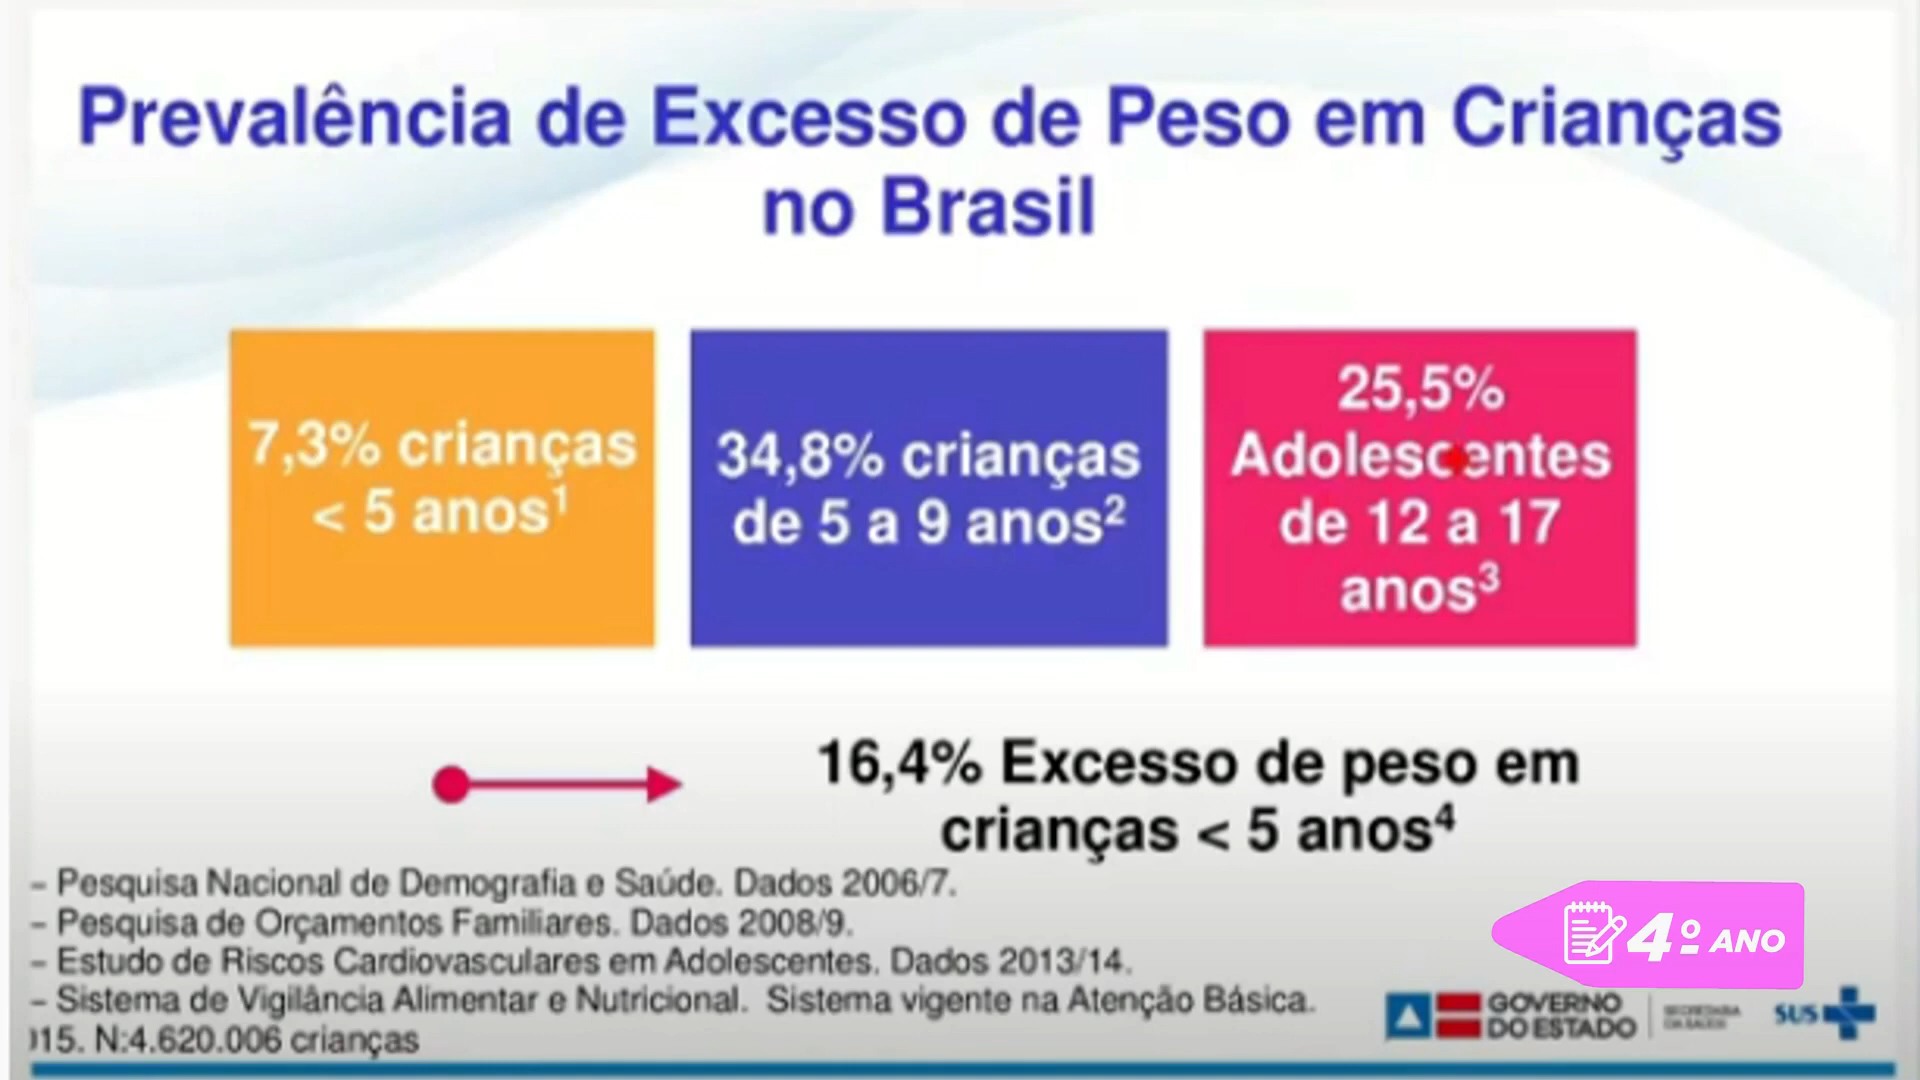 Prevalência de Excesso de Peso em Crianças
no Brasil
7,3% crianças
< 5 anos¹
34,8% crianças
de 5 a 9 anos²
25,5%
Adolescentes
de 12 a 17
anos³
16,4% Excesso de peso em
crianças < 5 anos⁴
– Pesquisa Nacional de Demografia e Saúde. Dados 2006/7.
– Pesquisa de Orçamentos Familiares. Dados 2008/9.
– Estudo de Riscos Cardiovasculares em Adolescentes. Dados 2013/14.
– Sistema de Vigilância Alimentar e Nutricional. Sistema vigente na Atenção Básica.
015. N:4.620.006 crianças
4º ANO
GOVERNO
DO ESTADO
SECRETARIA
DA SAÚDE
SUS